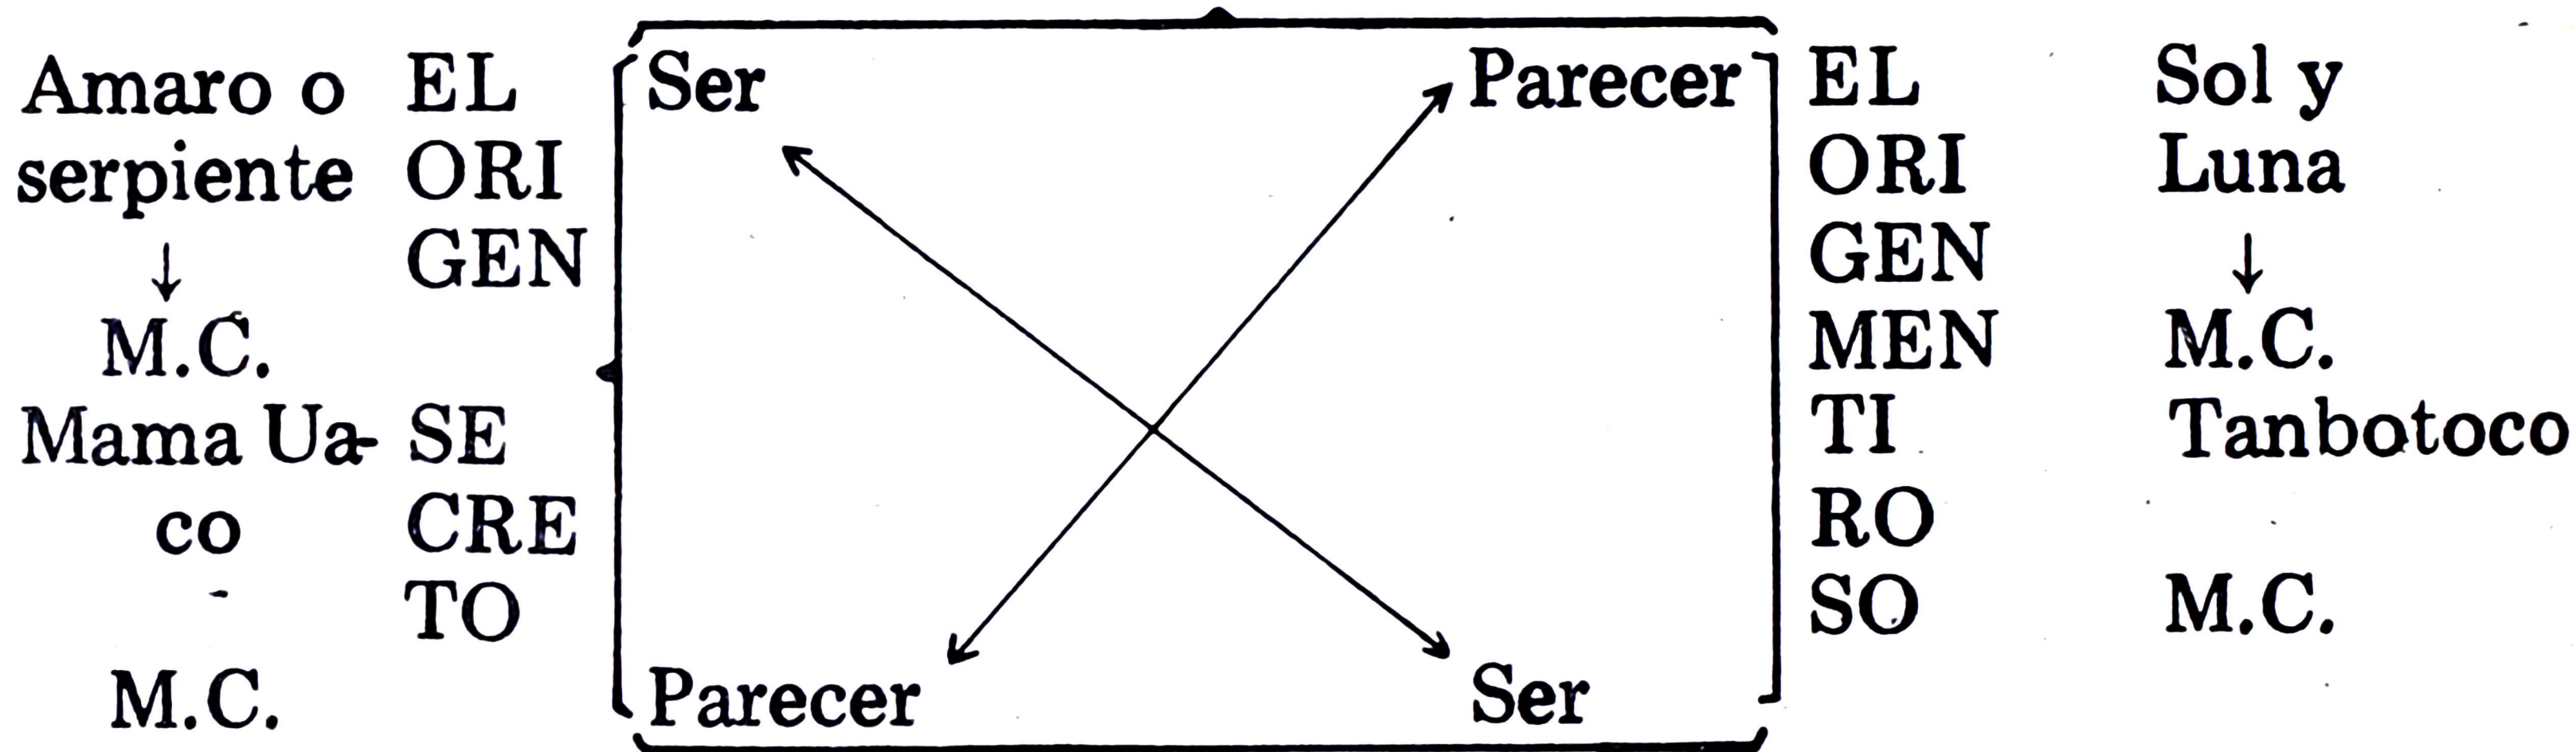 Amaro o EL Ser Parecer EL Sol y
serpiente ORI ORI Luna
↓ GEN GEN ↓
M.C. MEN M.C.
Mama Ua- SE TI Tanbotoco
co CRE RO
- TO SO M.C.
M.C. Parecer Ser